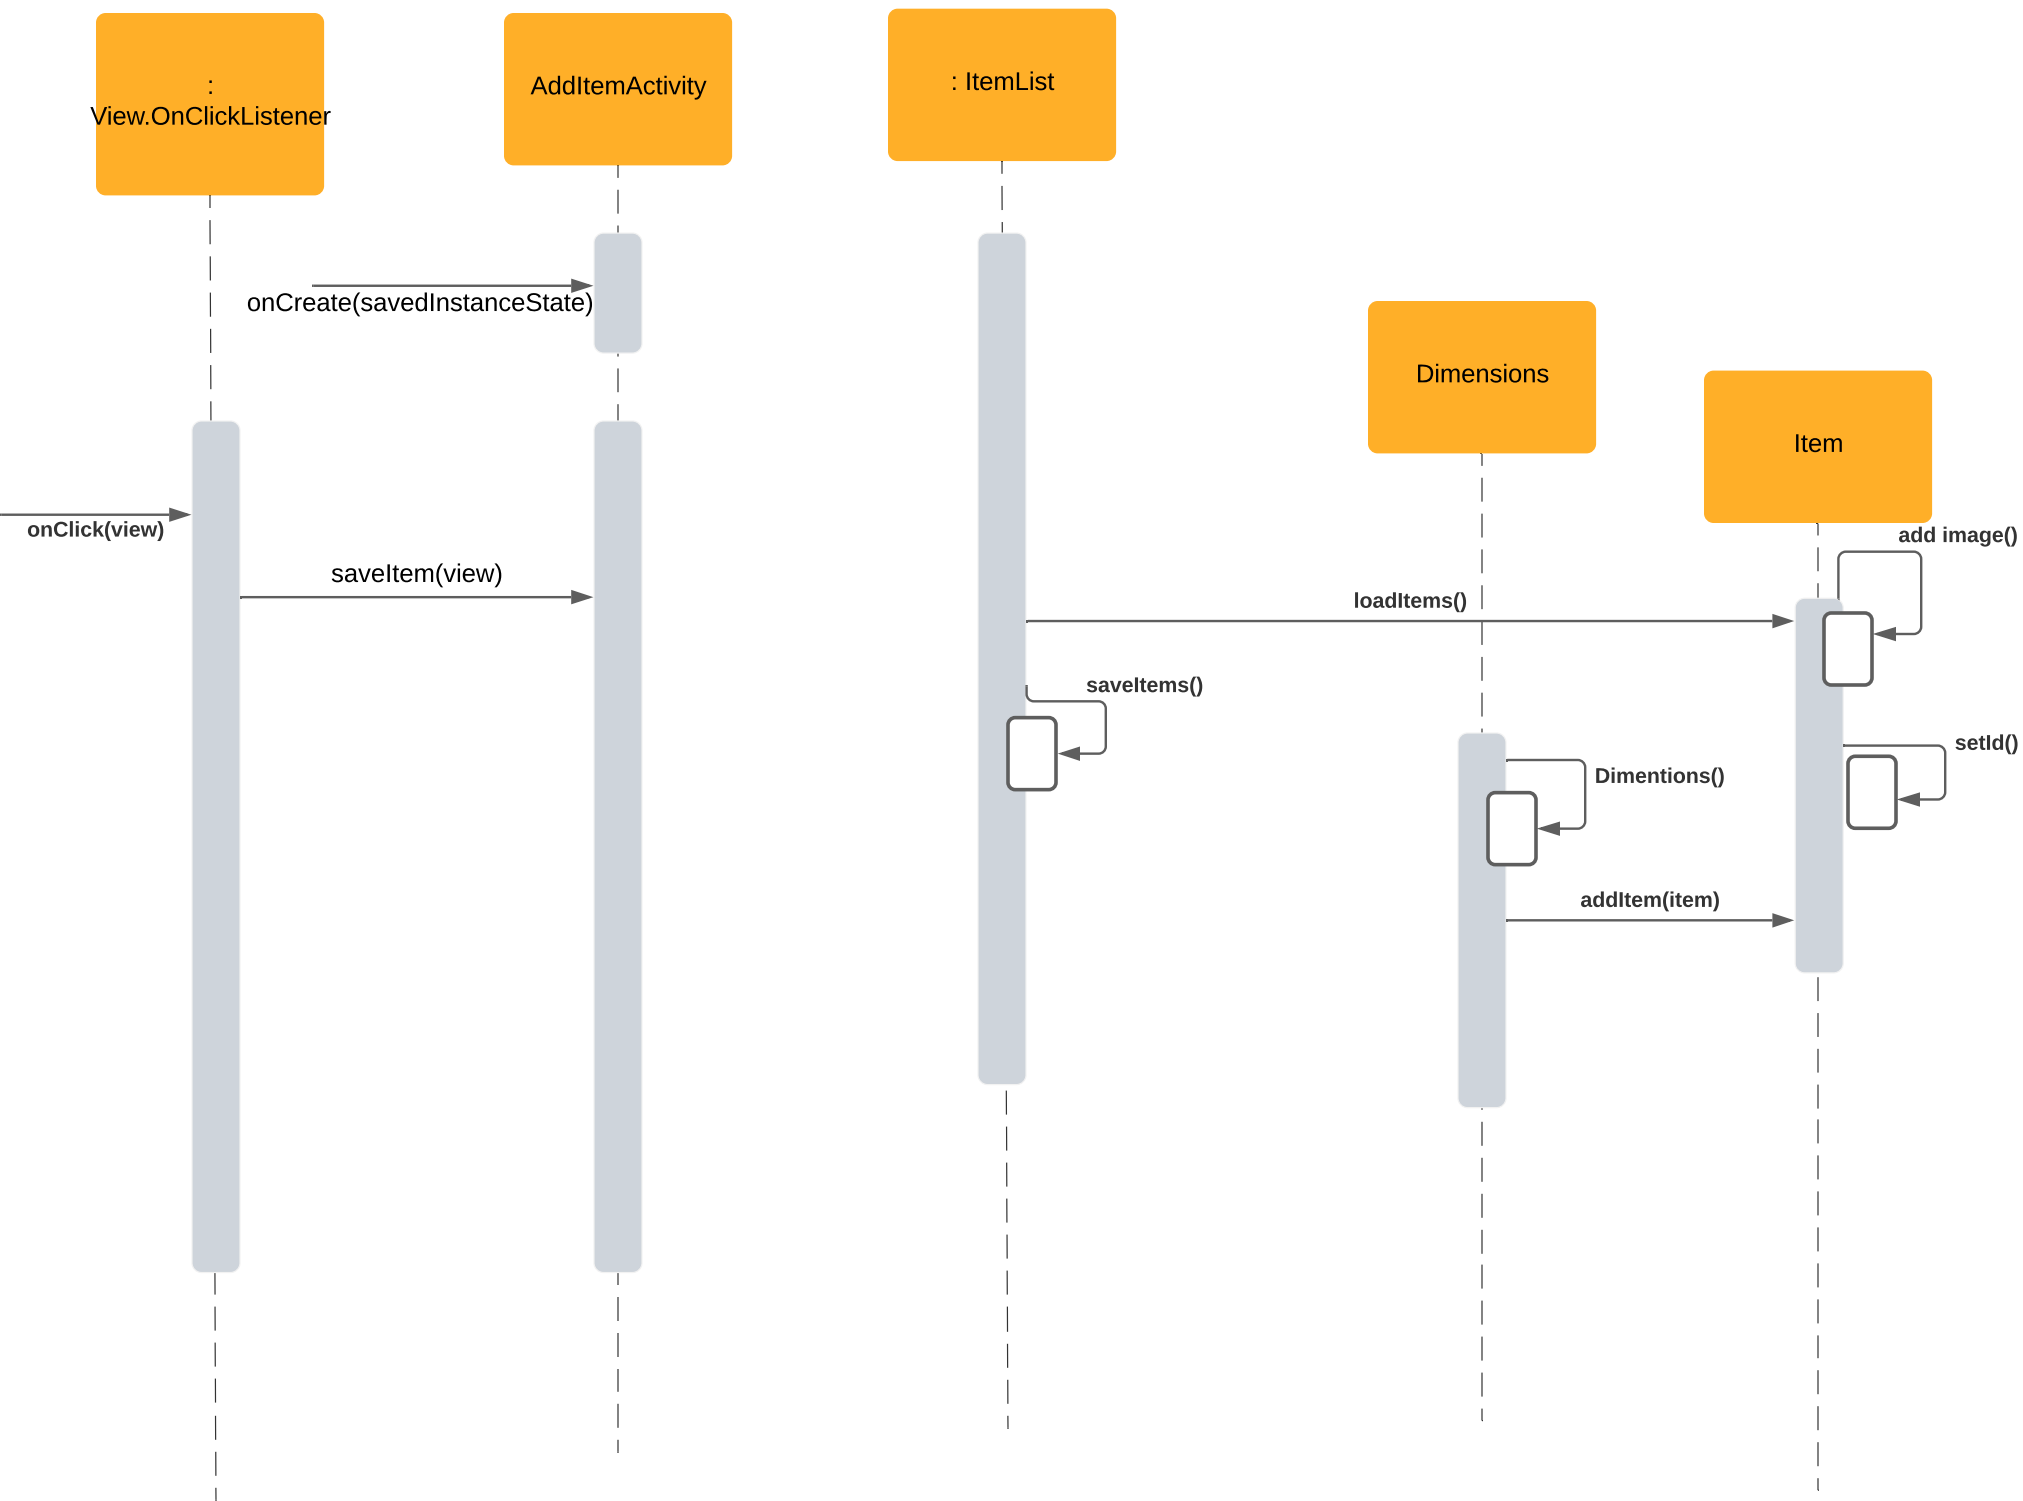 :
View.OnClickListener
AddItemActivity
: ItemList
onCreate(savedInstanceState)
Dimensions
Item
onClick(view)
add image()
saveItem(view)
loadItems()
saveItems()
setId()
Dimentions()
addItem(item)